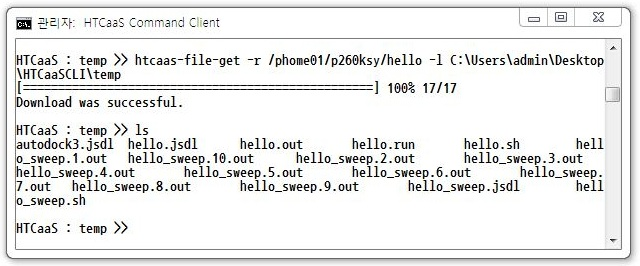 관리자:  HTCaaS Command Client
HTCaaS : temp >> htcaas-file-get -r /phome01/p260ksy/hello -l C:\Users\admin\Desktop
\HTCaaSCLI\temp
[==================================================] 100% 17/17
Download was successful.
HTCaaS : temp >> ls
autodock3.jsdl  hello.jsdl  hello.out  hello.run  hello.sh  hell
o_sweep.1.out  hello_sweep.10.out  hello_sweep.2.out  hello_sweep.3.out
hello_sweep.4.out  hello_sweep.5.out  hello_sweep.6.out  hello_sweep.
7.out  hello_sweep.8.out  hello_sweep.9.out  hello_sweep.jsdl  hell
o_sweep.sh
HTCaaS : temp >>